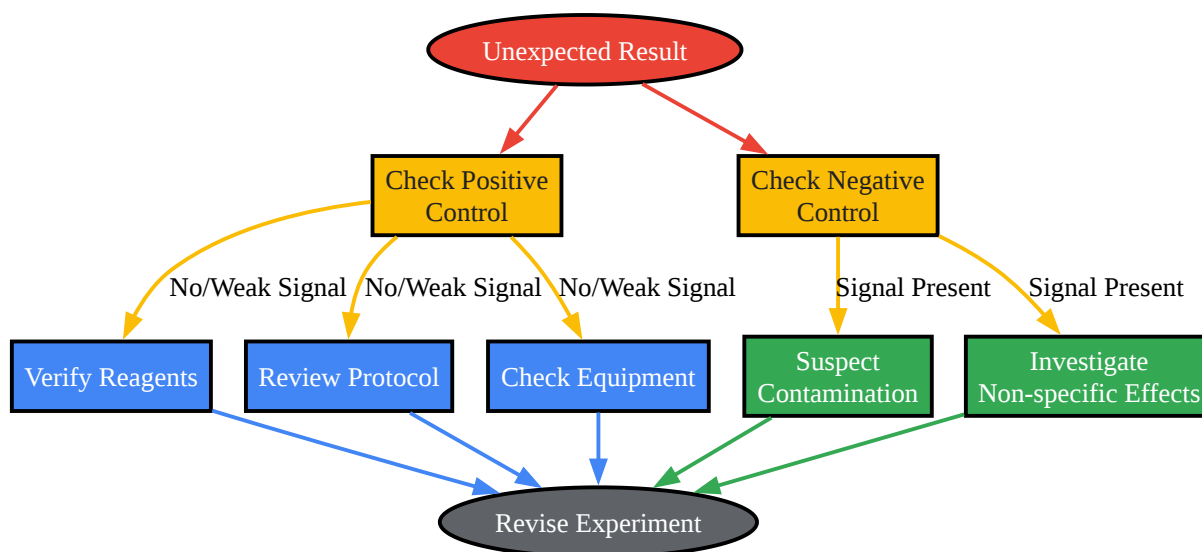 Unexpected Result
Check Positive
Control
Check Negative
Control
No/Weak Signal
No/Weak Signal
No/Weak Signal
Signal Present
Signal Present
Verify Reagents
Review Protocol
Check Equipment
Suspect
Contamination
Investigate
Non-specific Effects
Revise Experiment